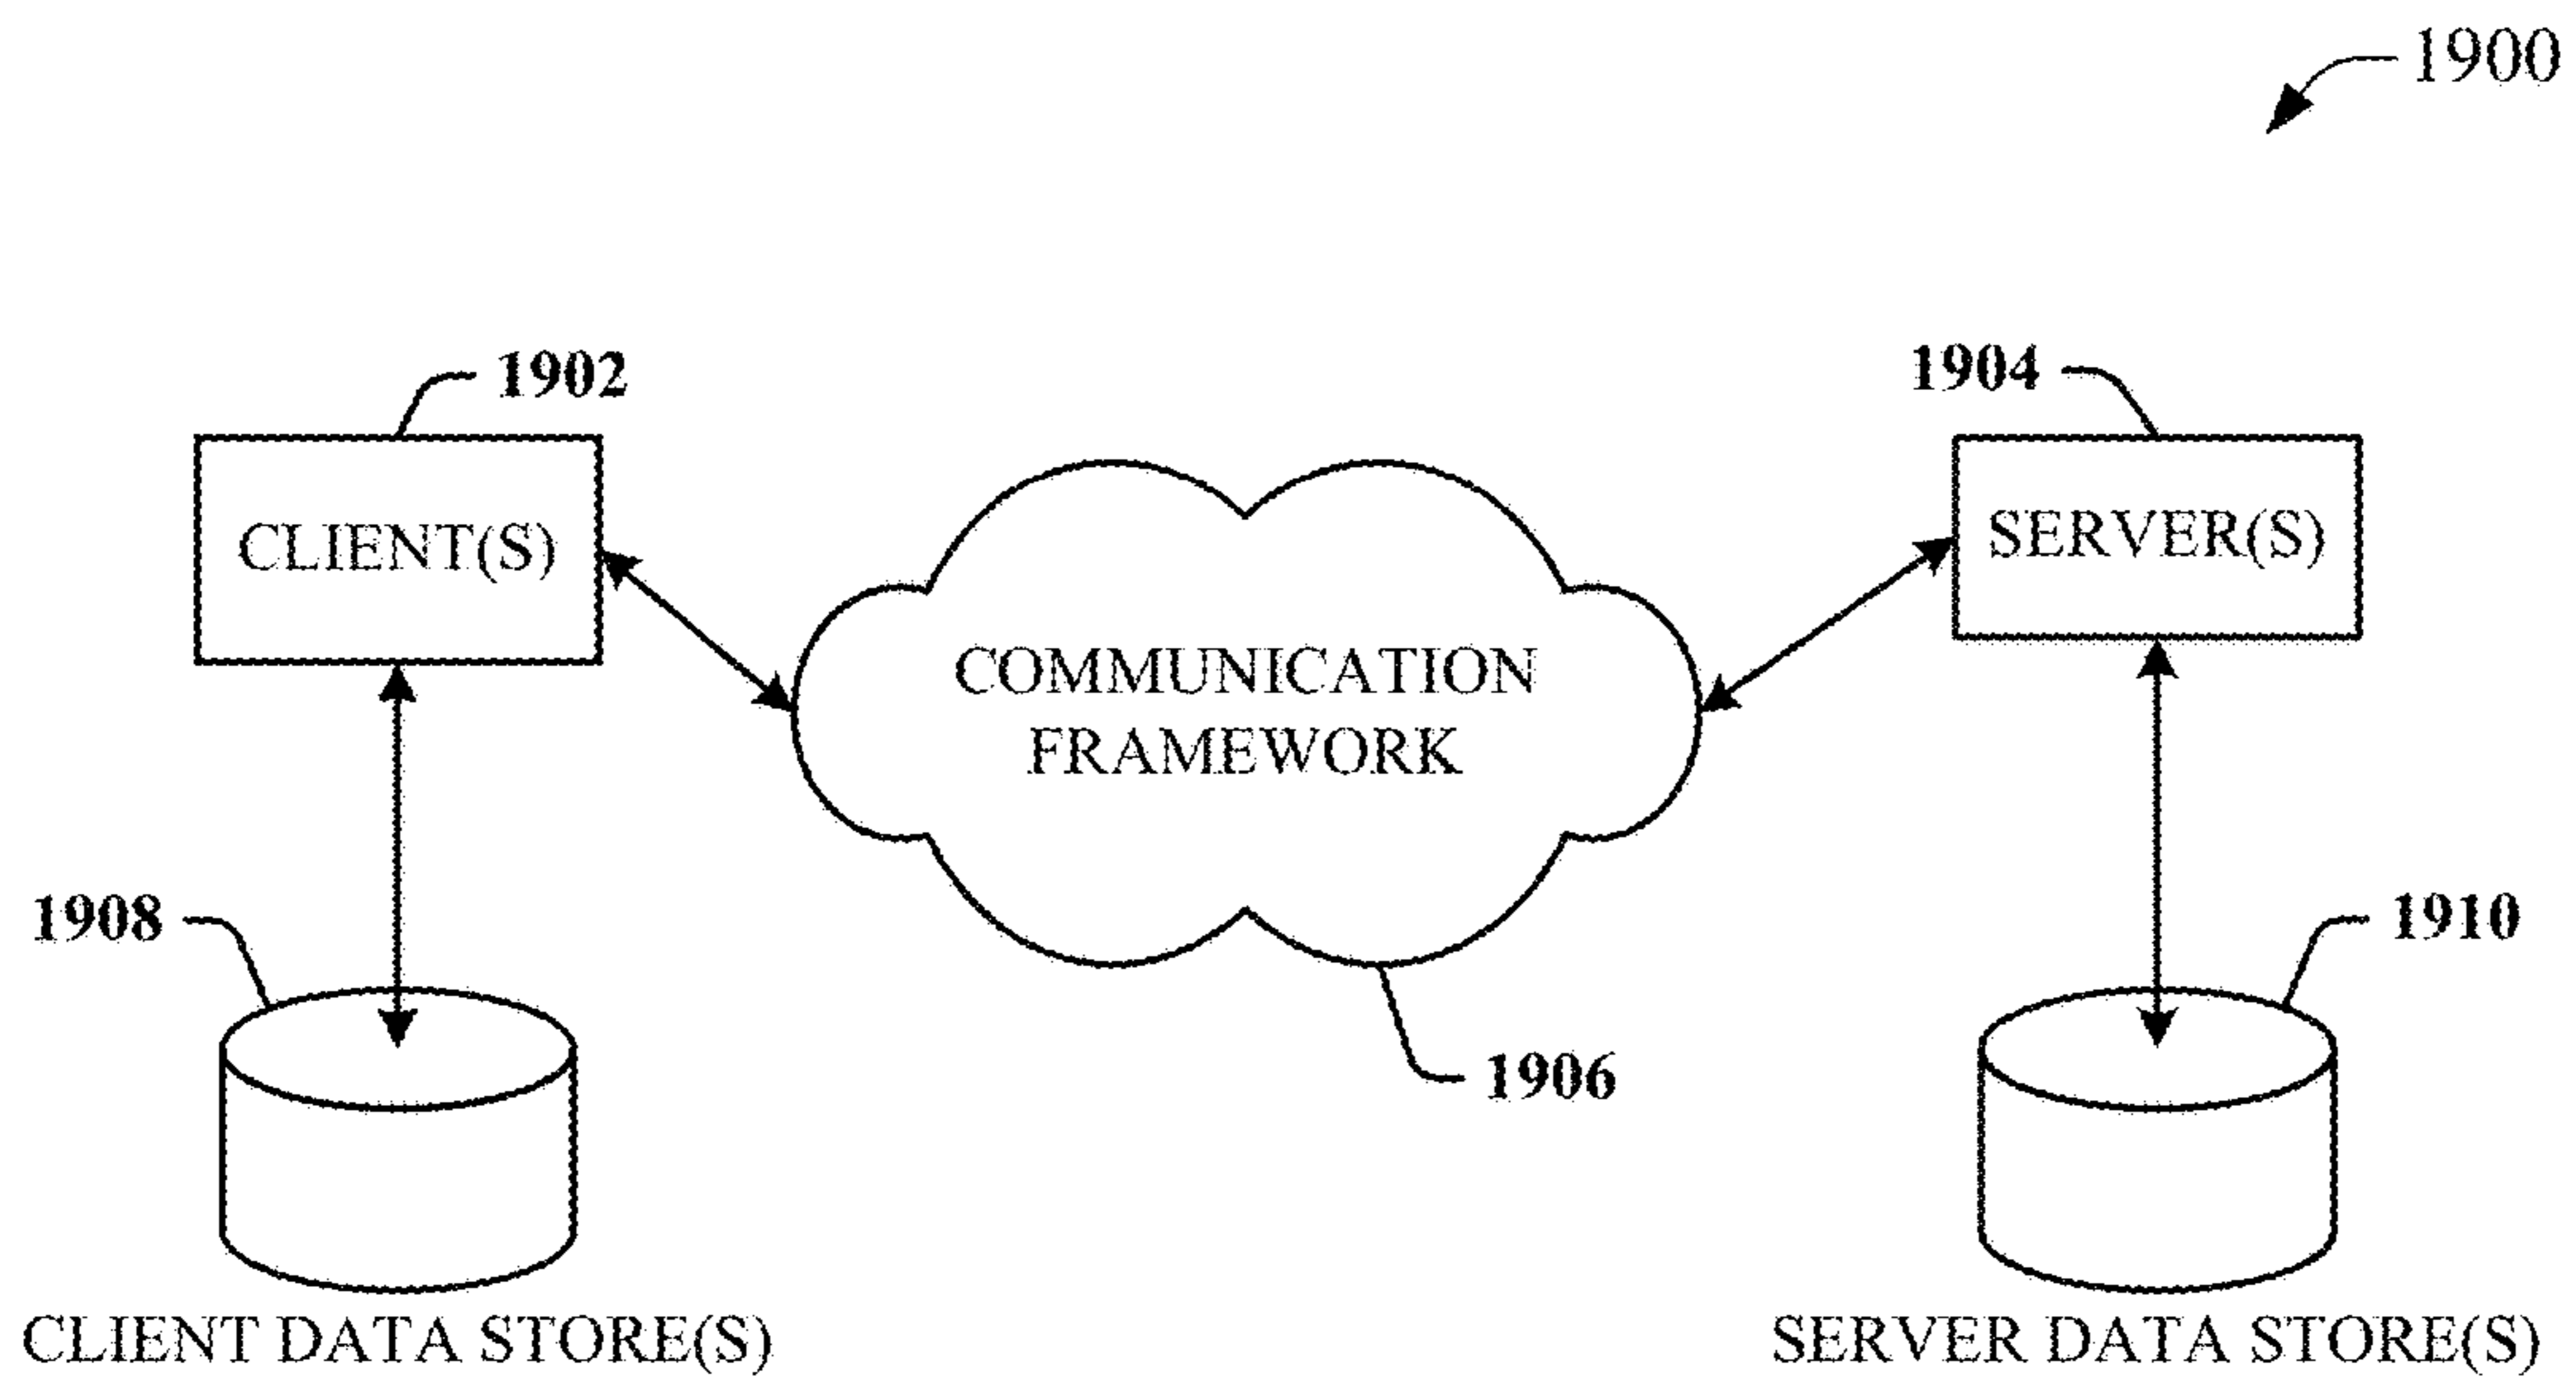 1900
1902
1904
CLIENT(S)
SERVER(S)
COMMUNICATION
FRAMEWORK
1908
1910
1906
CLIENT DATA STORE(S)
SERVER DATA STORE(S)